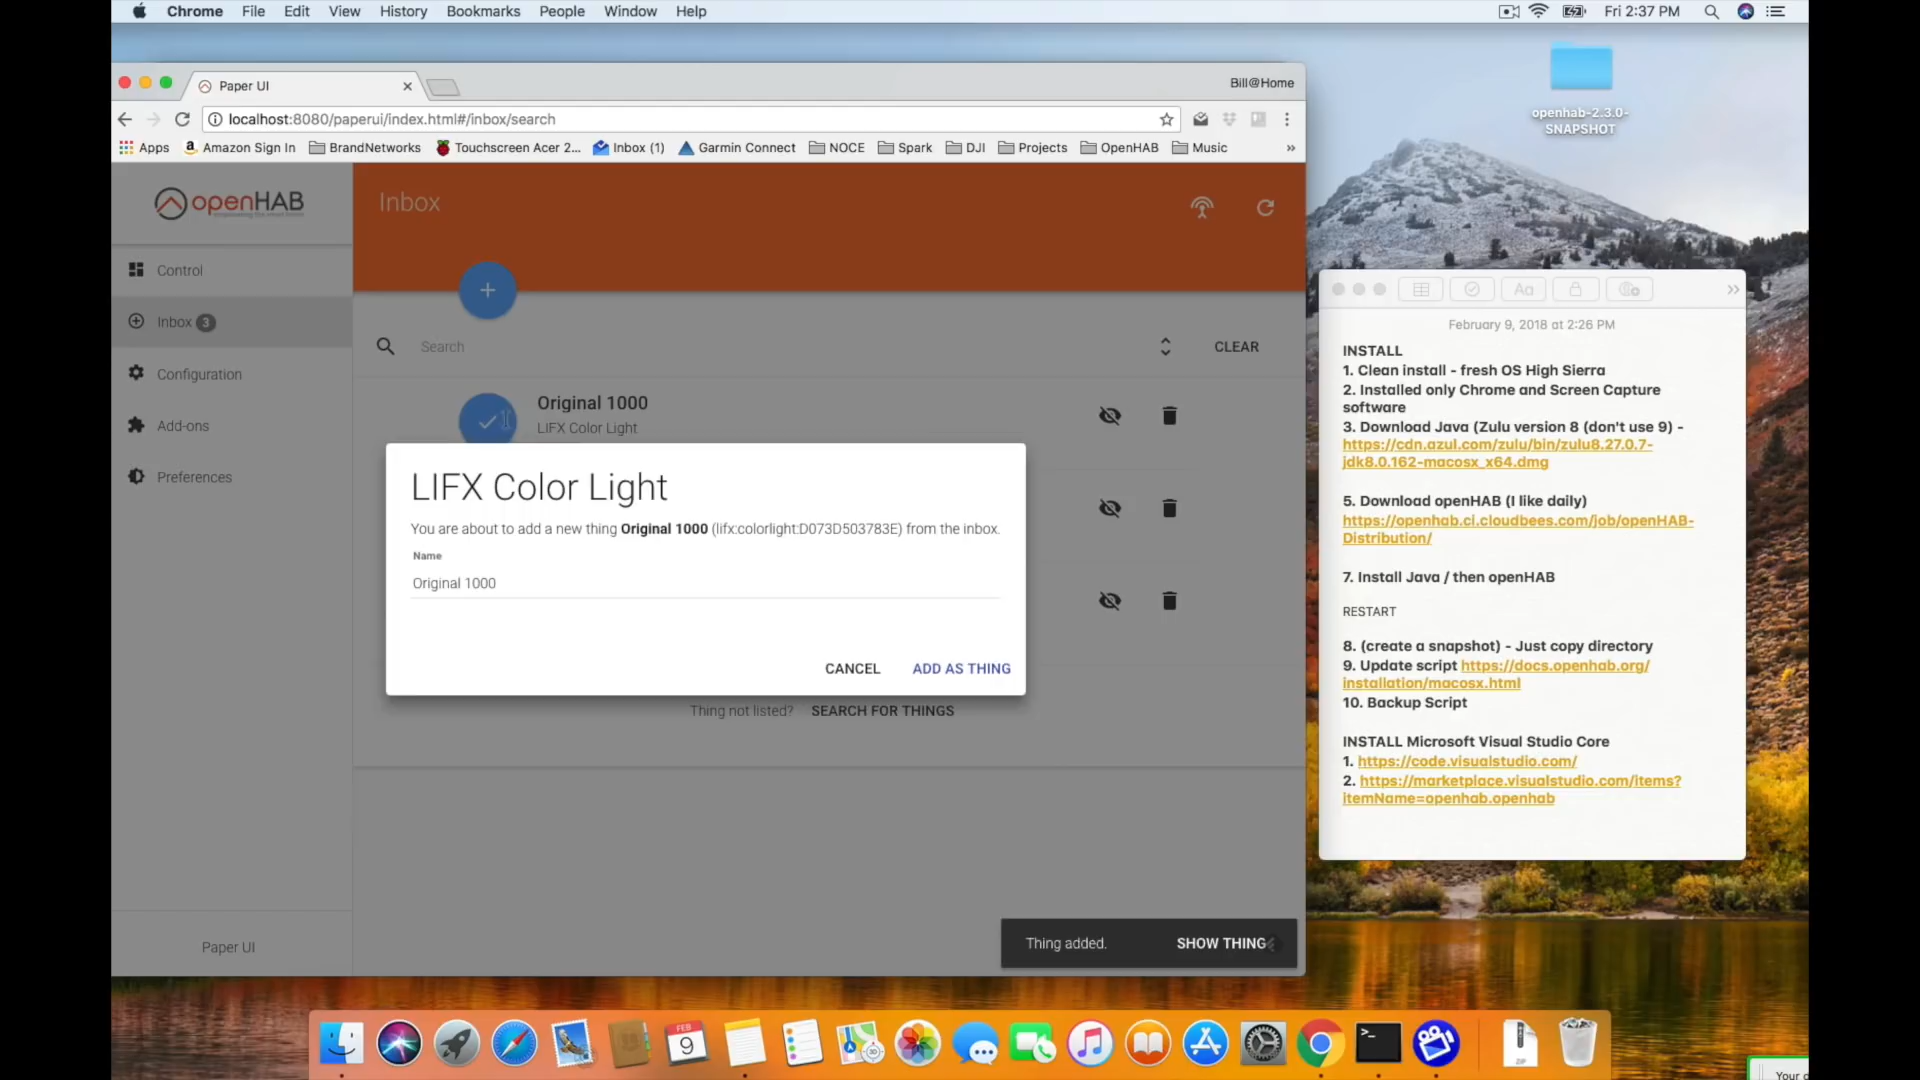 Chrome File Edit View History Bookmarks People Window Help
Fri 2:37 PM
Paper UI
Bill@Home
localhost:8080/paperui/index.html#/inbox/search
Apps Amazon Sign In BrandNetworks Touchscreen Acer 2... Inbox (1) Garmin Connect NOCE Spark DJI Projects OpenHAB Music »
openHAB
Inbox
Control
Inbox 3
Configuration
Add-ons
Preferences
Paper UI
Search
CLEAR
Original 1000
LIFX Color Light
LIFX Color Light
You are about to add a new thing Original 1000 (lifx:colorlight:D073D503783E) from the inbox.
Name
Original 1000
CANCEL ADD AS THING
Thing not listed? SEARCH FOR THINGS
Thing added. SHOW THING
openhab-2.3.0-
SNAPSHOT
Aa
February 9, 2018 at 2:26 PM
INSTALL
1. Clean install - fresh OS High Sierra
2. Installed only Chrome and Screen Capture
software
3. Download Java (Zulu version 8 (don't use 9) -
https://cdn.azul.com/zulu/bin/zulu8.27.0.7-
jdk8.0.162-macosx_x64.dmg
5. Download openHAB (I like daily)
https://openhab.ci.cloudbees.com/job/openHAB-
Distribution/
7. Install Java / then openHAB
RESTART
8. (create a snapshot) - Just copy directory
9. Update script https://docs.openhab.org/
installation/macosx.html
10. Backup Script
INSTALL Microsoft Visual Studio Core
1. https://code.visualstudio.com/
2. https://marketplace.visualstudio.com/items?
itemName=openhab.openhab
FEB
9
ZIP
Your